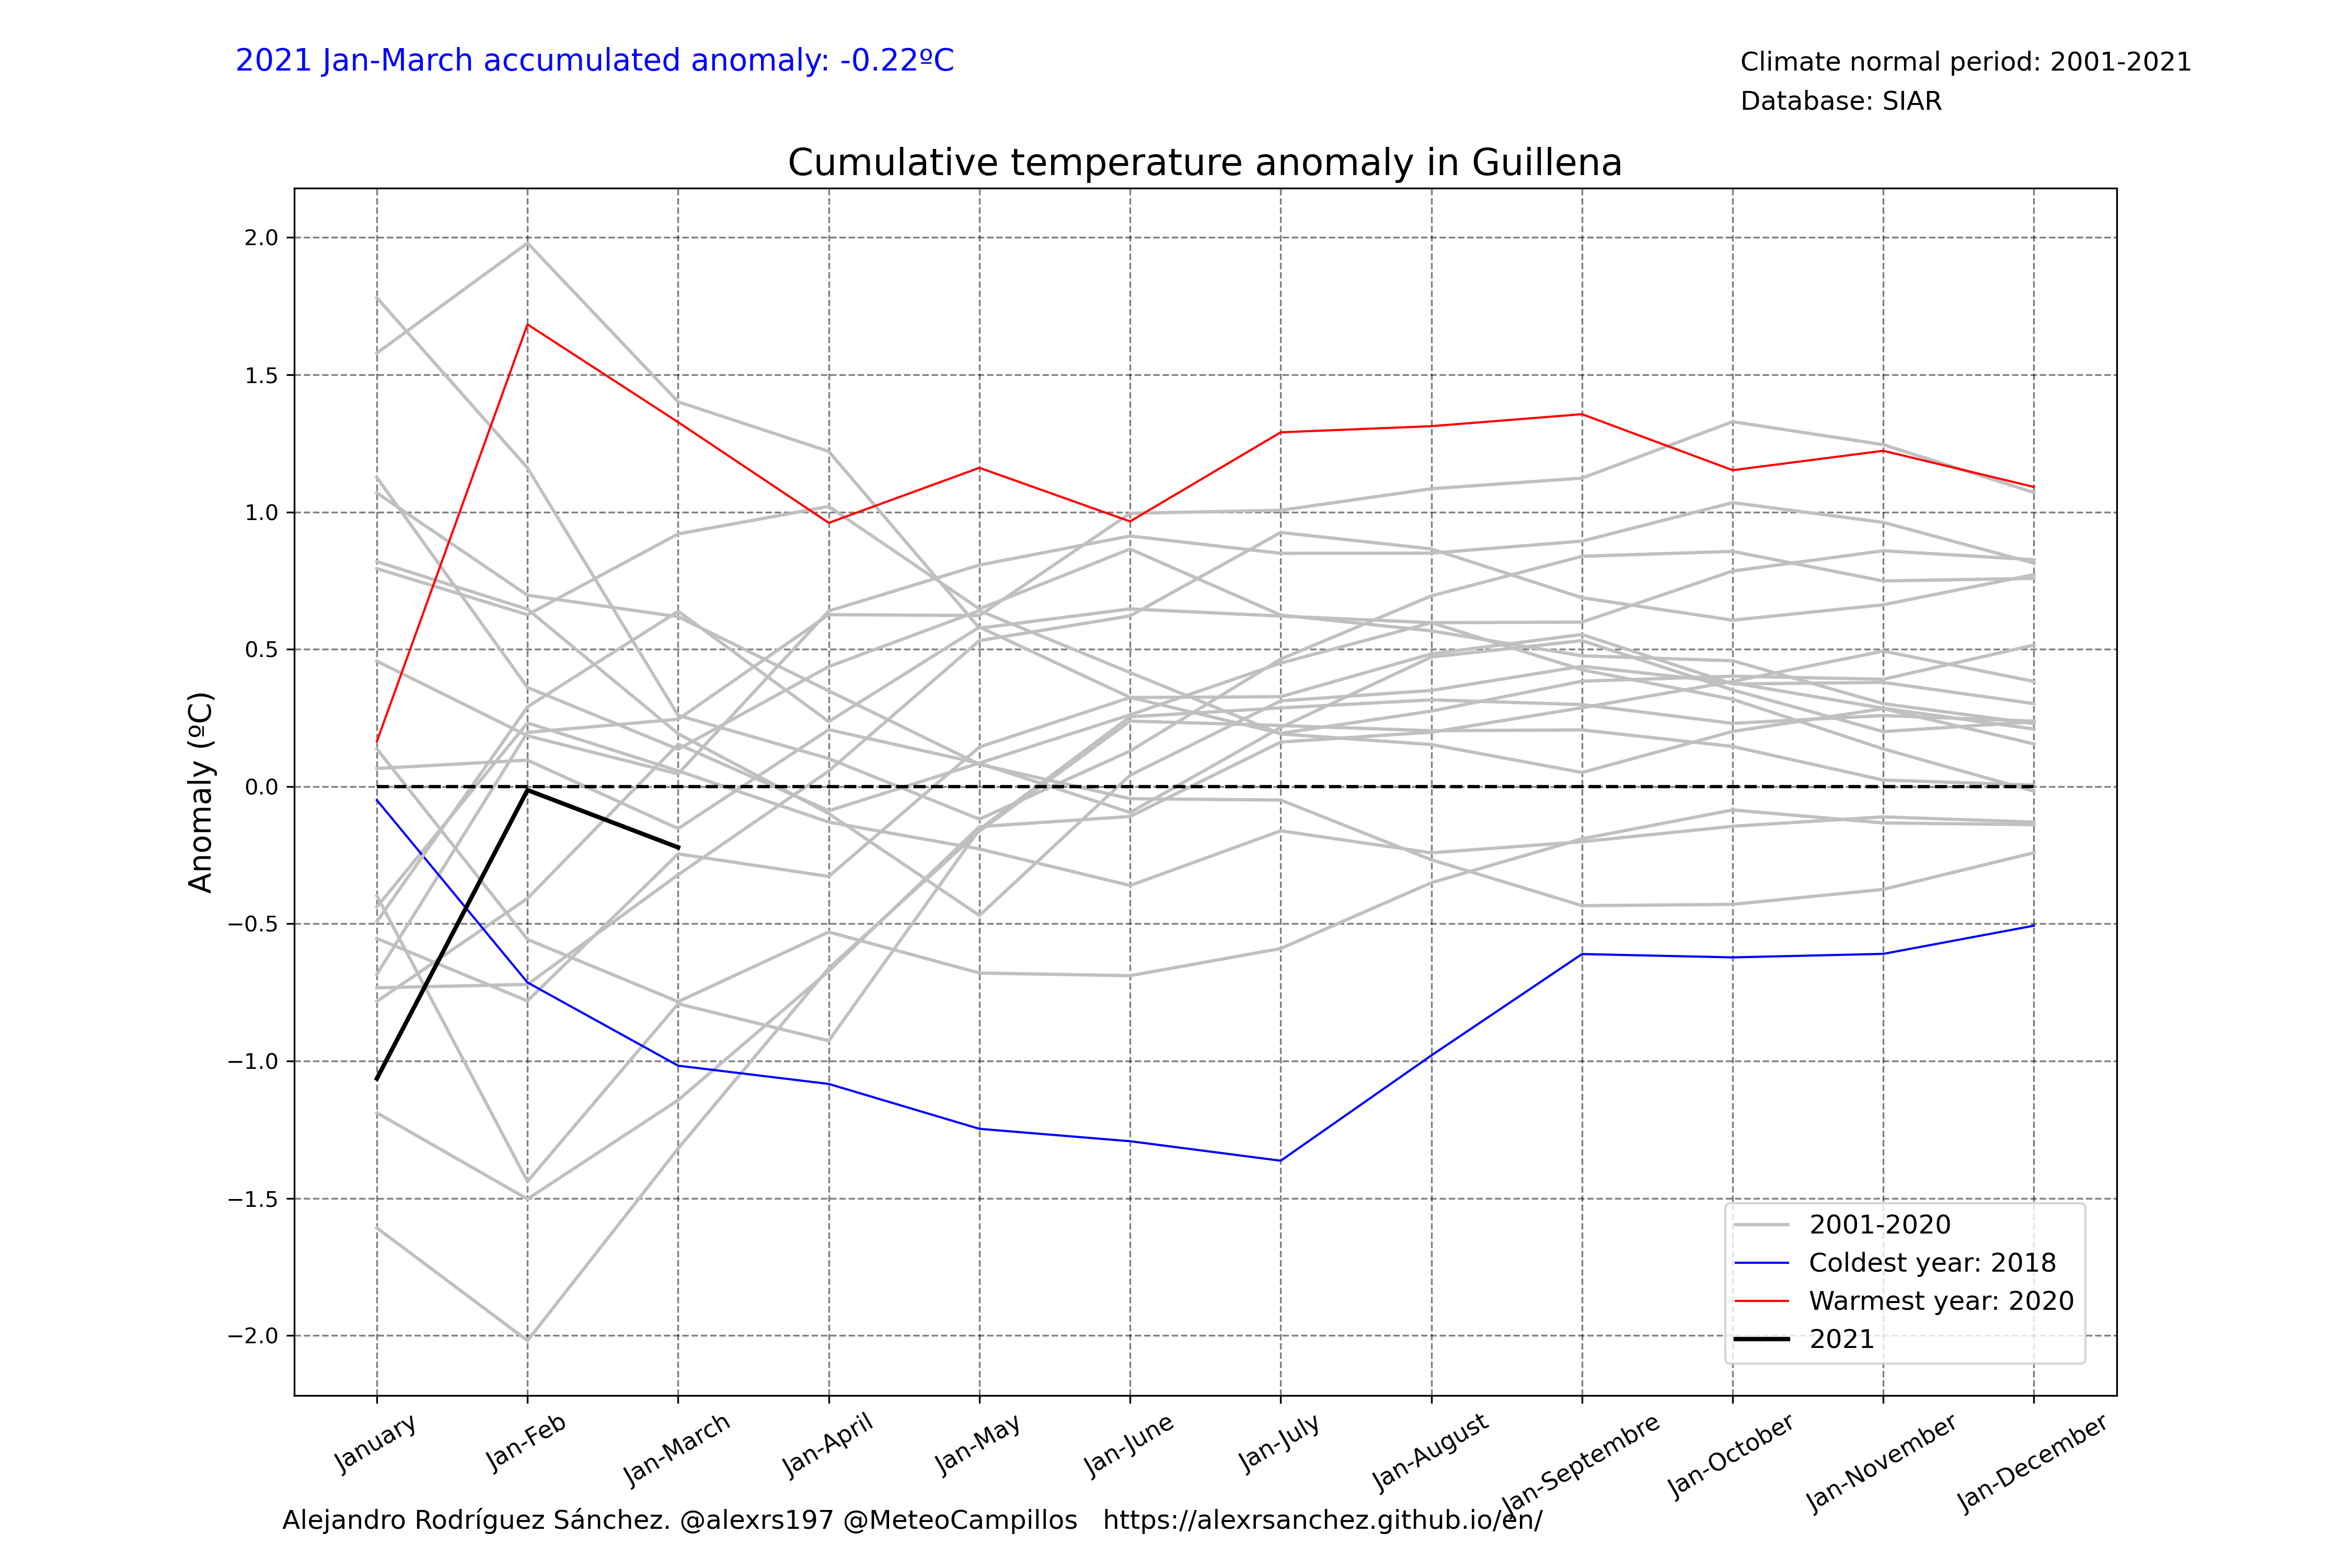 2021 Jan-March accumulated anomaly: -0.22ºC
Climate normal period: 2001-2021
Database: SIAR
Cumulative temperature anomaly in Guillena
Anomaly (ºC)
2.0
1.5
1.0
0.5
0.0
−0.5
−1.0
−1.5
−2.0
2001-2020
Coldest year: 2018
Warmest year: 2020
2021
January
Jan-Feb
Jan-March
Jan-April
Jan-May
Jan-June
Jan-July
Jan-August
Jan-Septembre
Jan-October
Jan-November
Jan-December
Alejandro Rodríguez Sánchez. @alexrs197 @MeteoCampillos https://alexrsanchez.github.io/en/